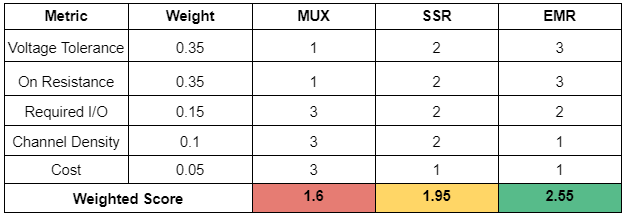 Metric Weight MUX SSR EMR
Voltage Tolerance 0.35 1 2 3
On Resistance 0.35 1 2 3
Required I/O 0.15 3 2 2
Channel Density 0.1 3 2 1
Cost 0.05 3 1 1
Weighted Score 1.6 1.95 2.55